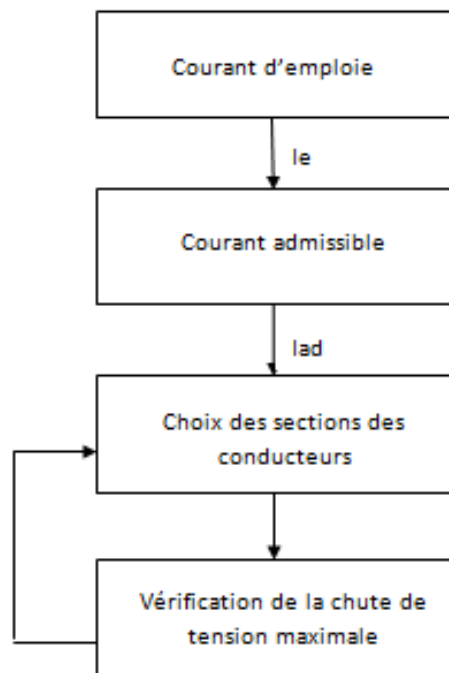 Courant d'emploie
Ie
Courant admissible
Iad
Choix des sections des
conducteurs
Vérification de la chute de
tension maximale